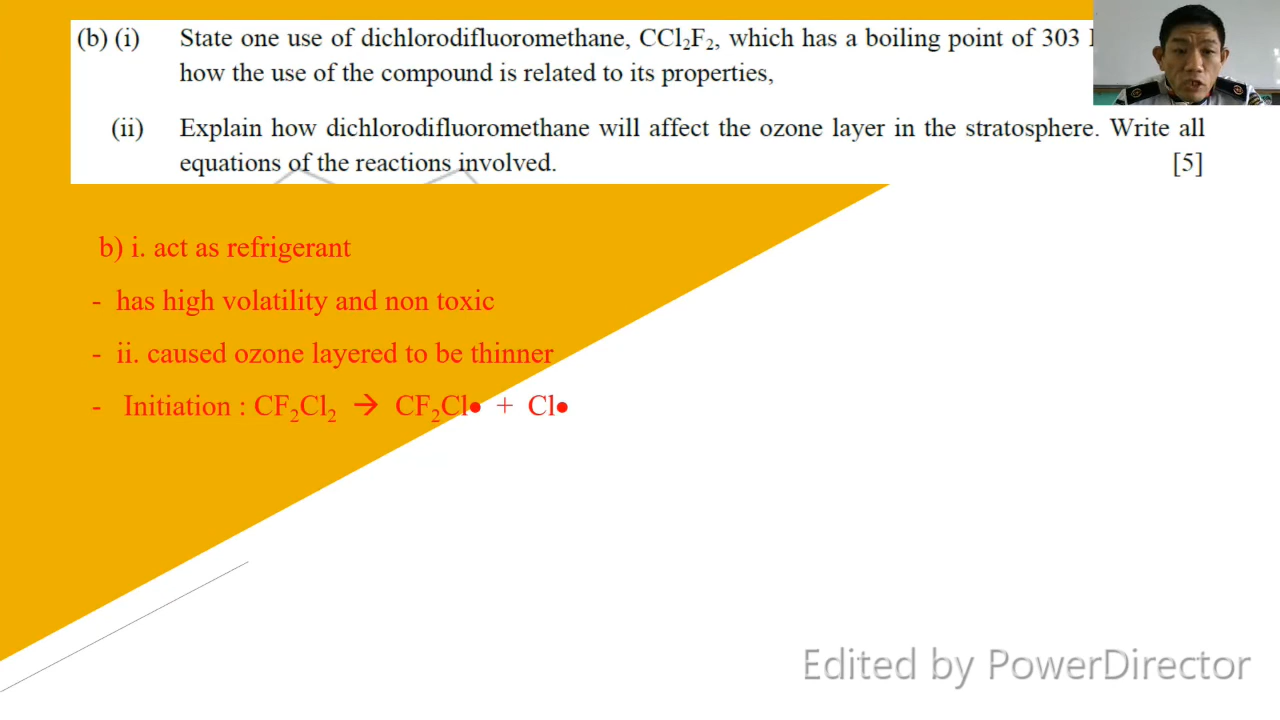 (b) (i) State one use of dichlorodifluoromethane, CCl₂F₂, which has a boiling point of 303
how the use of the compound is related to its properties,
(ii) Explain how dichlorodifluoromethane will affect the ozone layer in the stratosphere. Write all
equations of the reactions involved. [5]
b) i. act as refrigerant
- has high volatility and non toxic
- ii. caused ozone layered to be thinner
- Initiation : CF₂Cl₂ → CF₂Cl• + Cl•
Edited by PowerDirector